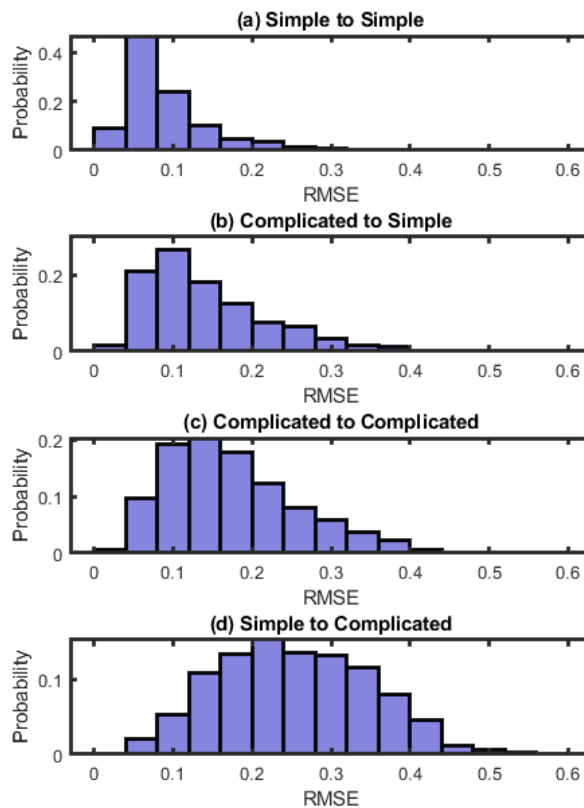 (a) Simple to Simple
Probability
0.4
0.2
0
0 0.1 0.2 0.3 0.4 0.5 0.6
RMSE
(b) Complicated to Simple
Probability
0.2
0
0 0.1 0.2 0.3 0.4 0.5 0.6
RMSE
(c) Complicated to Complicated
Probability
0.2
0.1
0
0 0.1 0.2 0.3 0.4 0.5 0.6
RMSE
(d) Simple to Complicated
Probability
0.1
0
0 0.1 0.2 0.3 0.4 0.5 0.6
RMSE